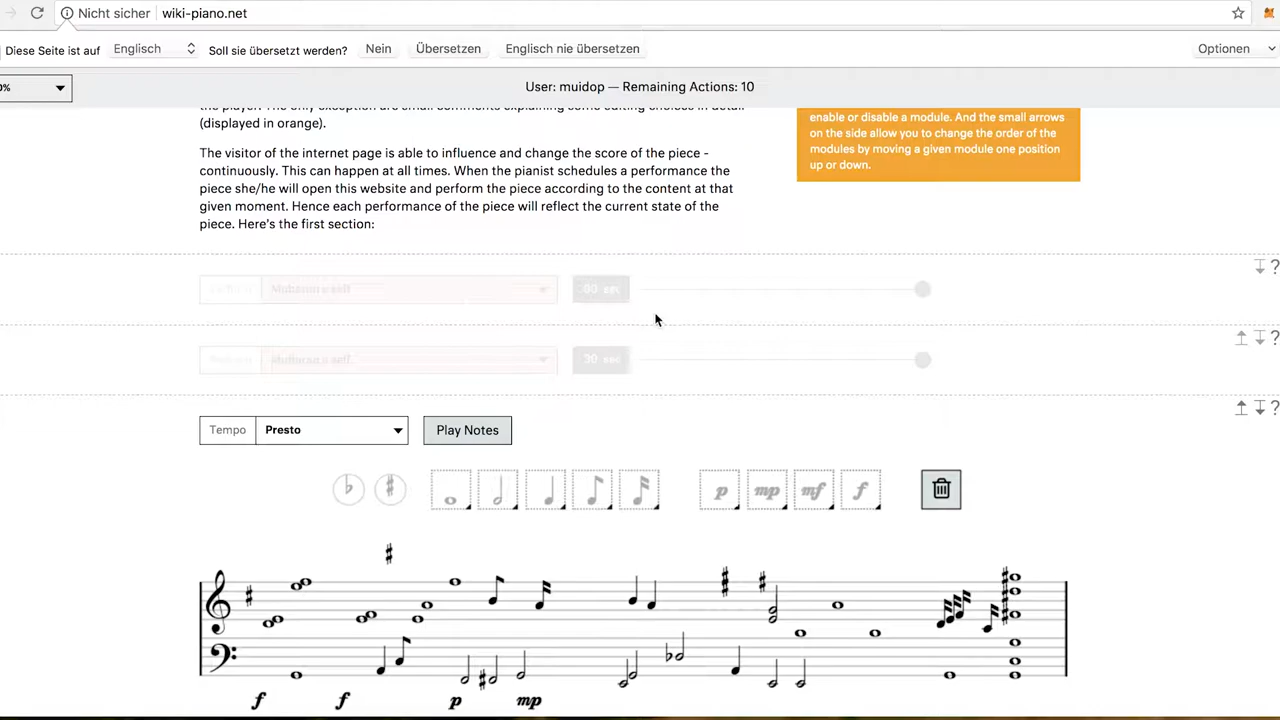 Nicht sicher wiki-piano.net
Diese Seite ist auf Englisch Soll sie übersetzt werden? Nein Übersetzen Englisch nie übersetzen Optionen
0% User: muidop — Remaining Actions: 10
(displayed in orange).
The visitor of the internet page is able to influence and change the score of the piece -
continuously. This can happen at all times. When the pianist schedules a performance the
piece she/he will open this website and perform the piece according to the content at that
given moment. Hence each performance of the piece will reflect the current state of the
piece. Here's the first section:
enable or disable a module. And the small arrows
on the side allow you to change the order of the
modules by moving a given module one position
up or down.
?
?
30 sec
?
Tempo Presto Play Notes
p mp mf f
f f p mp